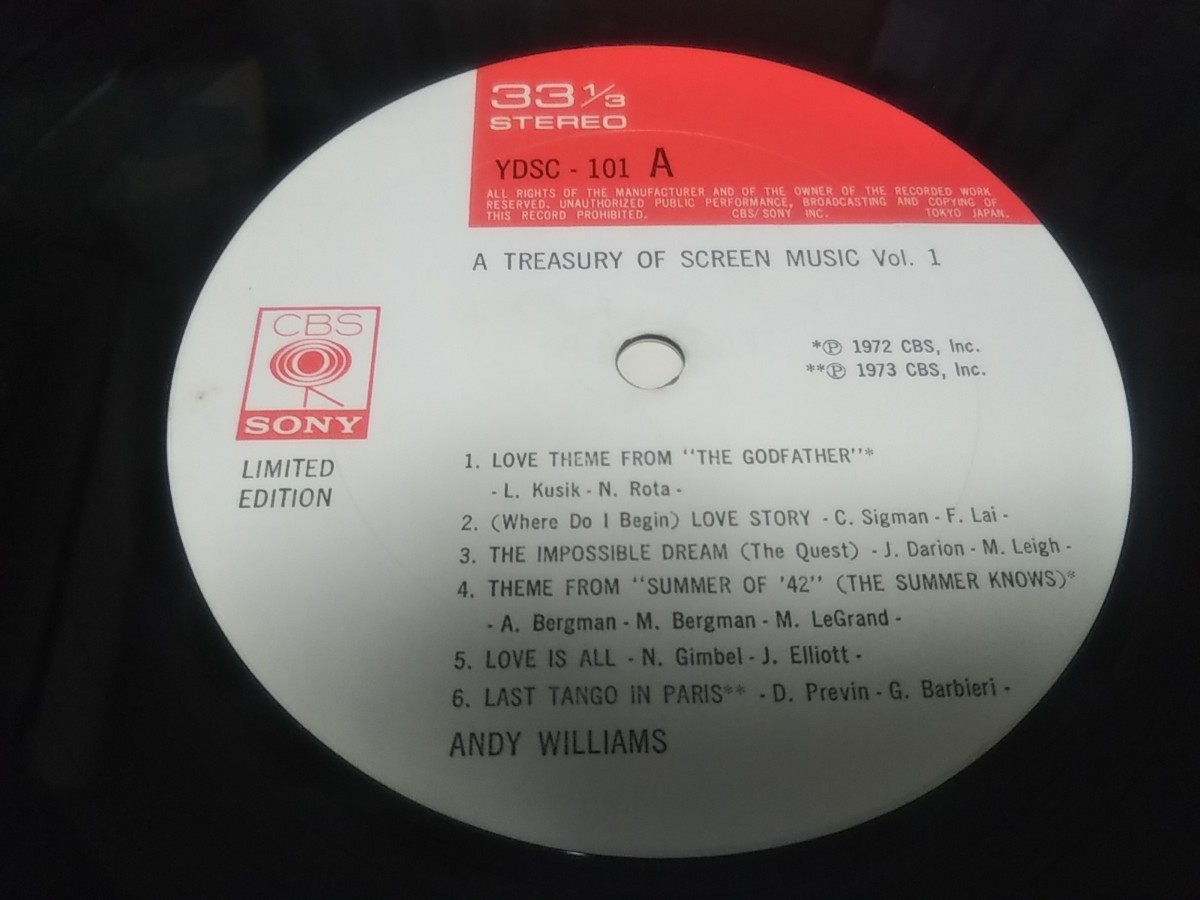 33 1/3
STEREO
YDSC - 101 A
ALL RIGHTS OF THE MANUFACTURER AND OF THE OWNER OF THE RECORDED WORK
RESERVED. UNAUTHORIZED PUBLIC PERFORMANCE, BROADCASTING AND COPYING OF
THIS RECORD PROHIBITED. CBS/SONY INC. TOKYO JAPAN.
A TREASURY OF SCREEN MUSIC Vol. 1
CBS
SONY
LIMITED
EDITION
*℗ 1972 CBS, Inc.
**℗ 1973 CBS, Inc.
1. LOVE THEME FROM "THE GODFATHER"*
- L. Kusik - N. Rota -
2. (Where Do I Begin) LOVE STORY - C. Sigman - F. Lai -
3. THE IMPOSSIBLE DREAM (The Quest) - J. Darion - M. Leigh -
4. THEME FROM "SUMMER OF '42" (THE SUMMER KNOWS)*
- A. Bergman - M. Bergman - M. LeGrand -
5. LOVE IS ALL - N. Gimbel - J. Elliott -
6. LAST TANGO IN PARIS** - D. Previn - G. Barbieri -
ANDY WILLIAMS